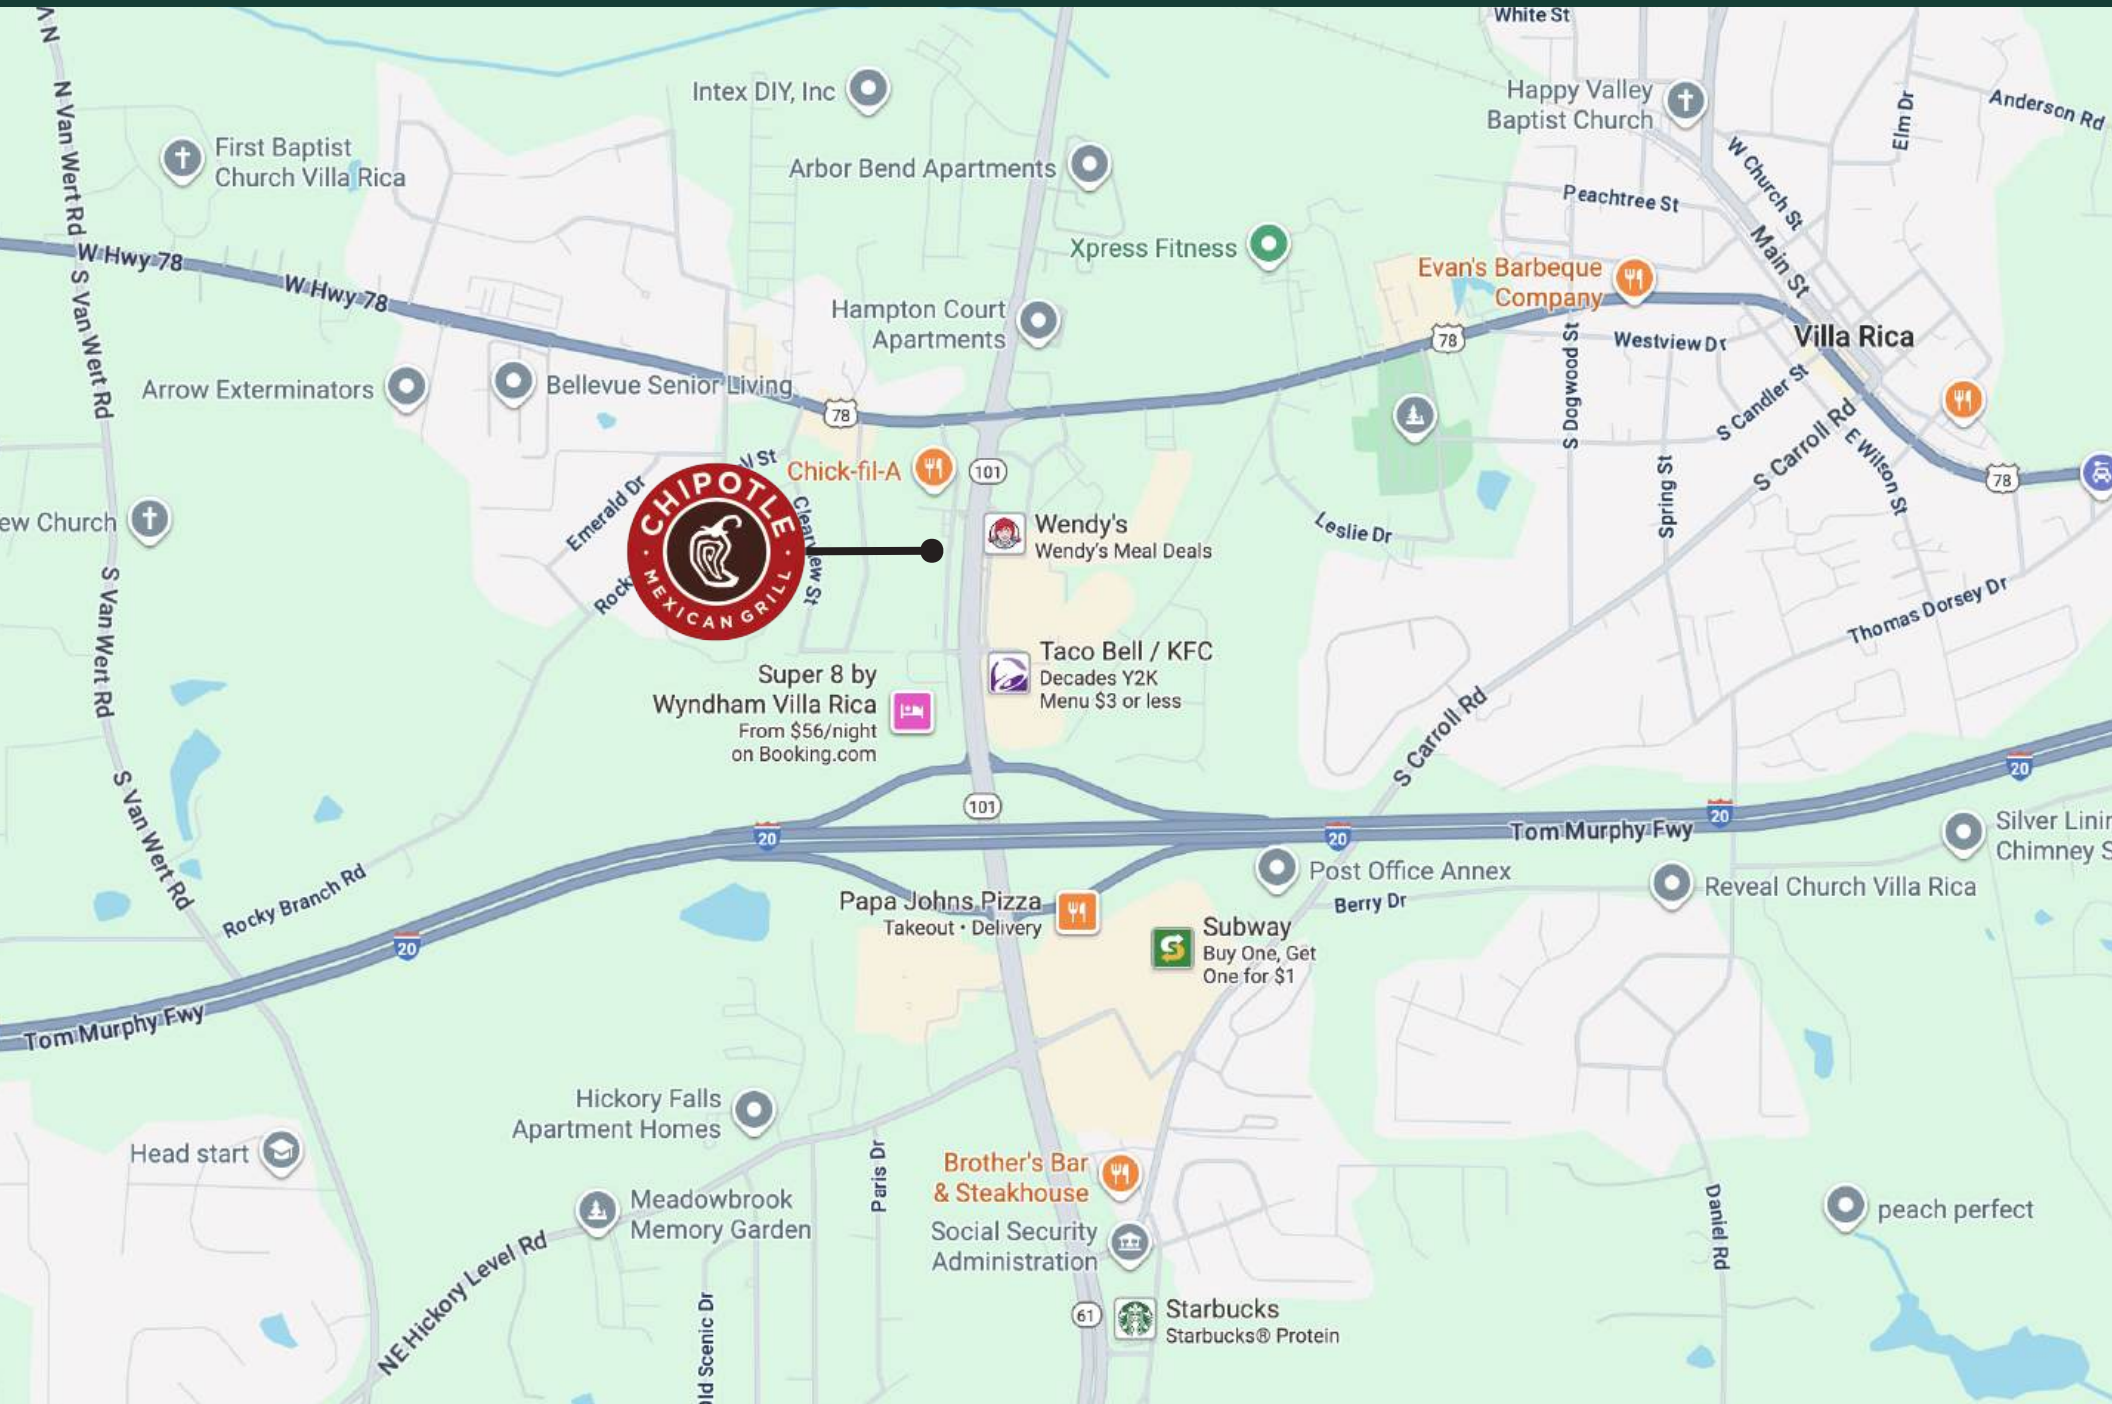 White St
N Van Wert Rd
Intex DIY, Inc
Happy Valley
Baptist Church
Elm Dr
Anderson Rd
First Baptist
Church Villa Rica
Arbor Bend Apartments
W Church St
Peachtree St
W Hwy 78
W Hwy 78
Xpress Fitness
Main St
Evan's Barbeque
Company
S Van Wert Rd
Hampton Court
Apartments
78
Westview Dr
Villa Rica
S Dogwood St
Arrow Exterminators
Bellevue Senior Living
78
S Candler St
S Carroll Rd
E Wilson St
Chick-fil-A
101
78
Emerald Dr
CHIPOTLE
MEXICAN GRILL
Clearview St
Spring St
ew Church
Wendy's
Wendy's Meal Deals
Leslie Dr
S Van Wert Rd
Thomas Dorsey Dr
Super 8 by
Wyndham Villa Rica
From $56/night
on Booking.com
Taco Bell / KFC
Decades Y2K
Menu $3 or less
S Carroll Rd
20
101
S Van Wert Rd
20
20
20
Tom Murphy Fwy
Silver Linin
Chimney S
Post Office Annex
Reveal Church Villa Rica
Berry Dr
Rocky Branch Rd
Papa Johns Pizza
Takeout • Delivery
Subway
Buy One, Get
One for $1
20
Tom Murphy Fwy
Hickory Falls
Apartment Homes
Head start
Paris Dr
Brother's Bar
& Steakhouse
Meadowbrook
Memory Garden
Social Security
Administration
Daniel Rd
peach perfect
NE Hickory Level Rd
Old Scenic Dr
61
Starbucks
Starbucks® Protein